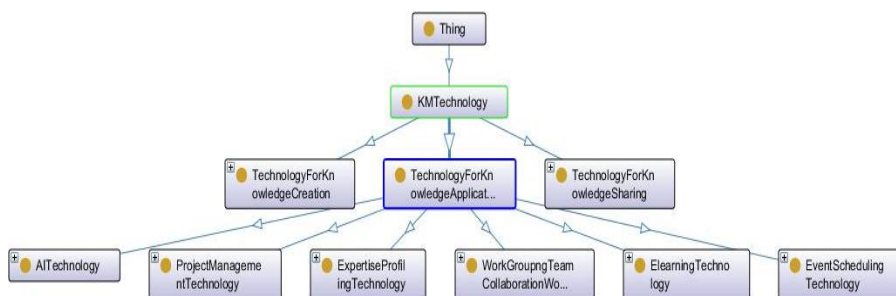 Thing
KMTechnology
TechnologyForKn
owledgeCreation
TechnologyForKn
owledgeApplicat...
TechnologyForKn
owledgeSharing
AITechnology
ProjectManageme
ntTechnology
ExpertiseProfil
ingTechnology
WorkGroupngTeam
CollaborationWo...
ElearningTechno
logy
EventScheduling
Technology